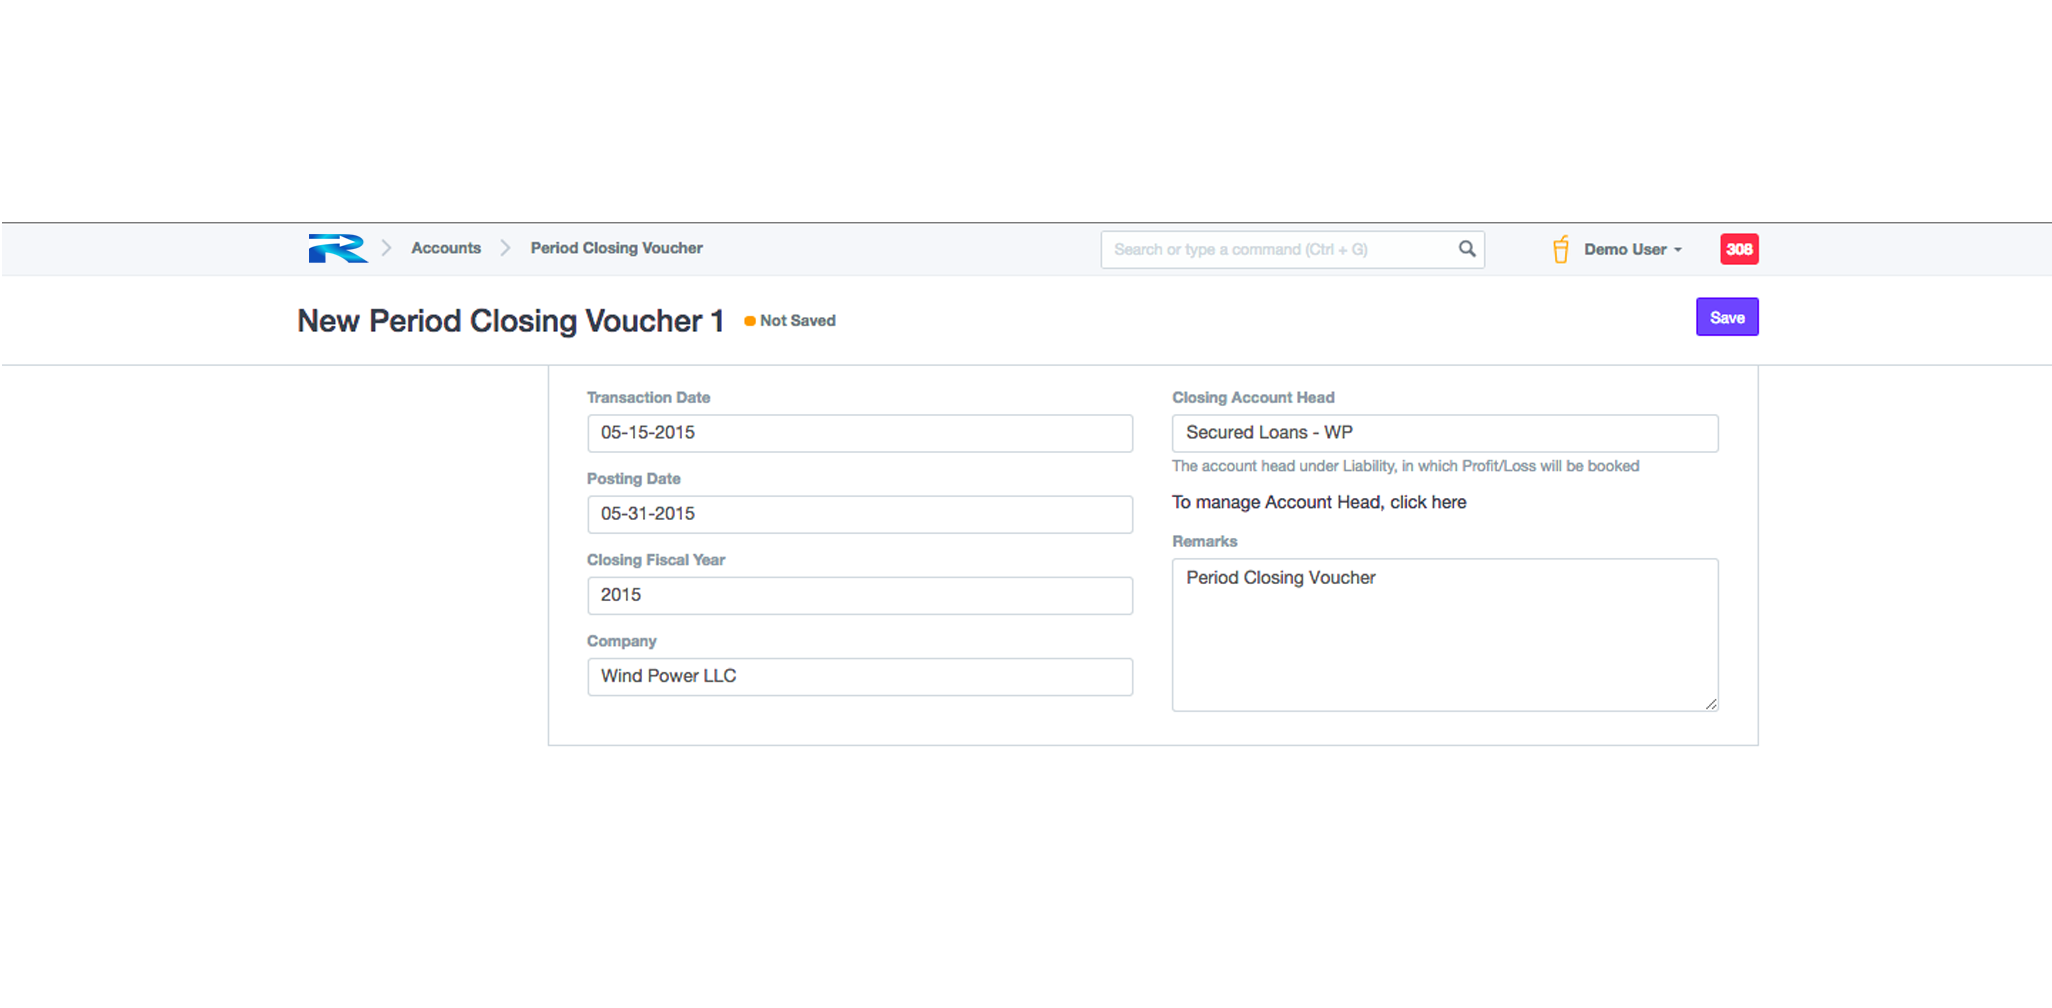 Accounts
Period Closing Voucher
Search or type a command (Ctrl + G)
Demo User
308
New Period Closing Voucher 1
Not Saved
Save
Transaction Date
05-15-2015
Posting Date
05-31-2015
Closing Fiscal Year
2015
Company
Wind Power LLC
Closing Account Head
Secured Loans - WP
The account head under Liability, in which Profit/Loss will be booked
To manage Account Head, click here
Remarks
Period Closing Voucher